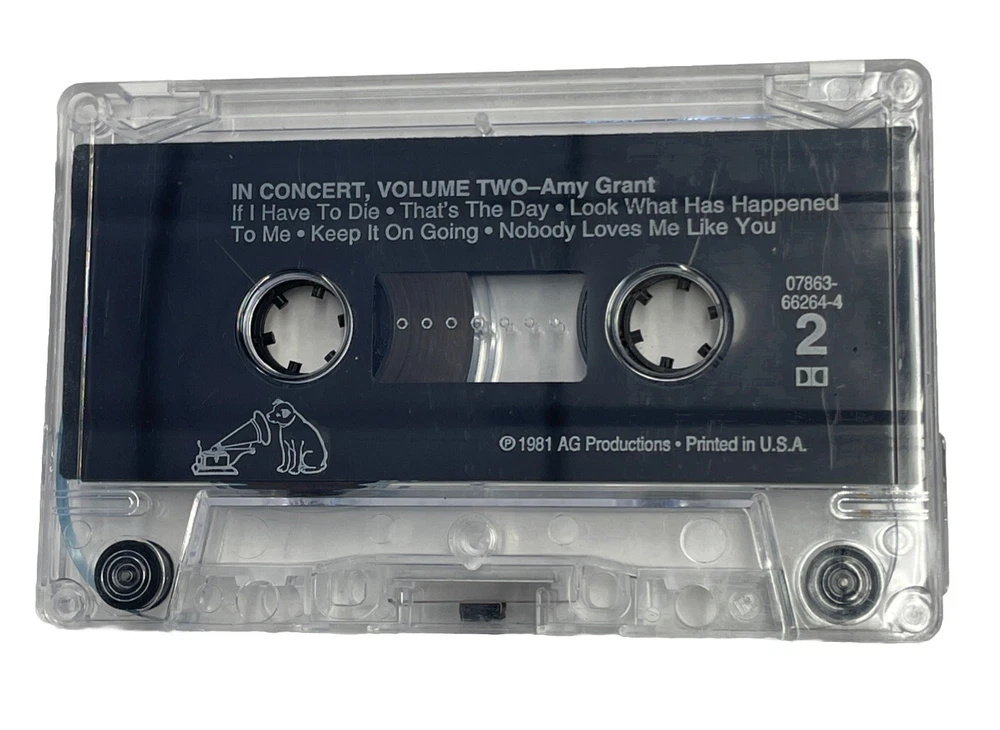 IN CONCERT, VOLUME TWO–Amy Grant
If I Have To Die • That's The Day • Look What Has Happened
To Me • Keep It On Going • Nobody Loves Me Like You
07863-
66264-4
2
℗ 1981 AG Productions • Printed in U.S.A.